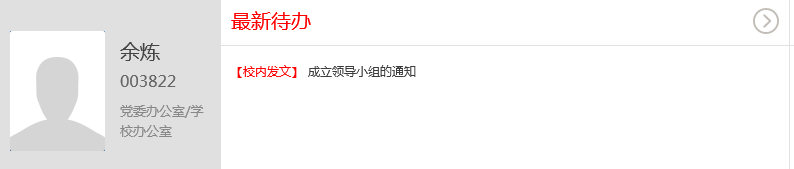 余炼
003822
党委办公室/学
校办公室
最新待办
【校内发文】 成立领导小组的通知